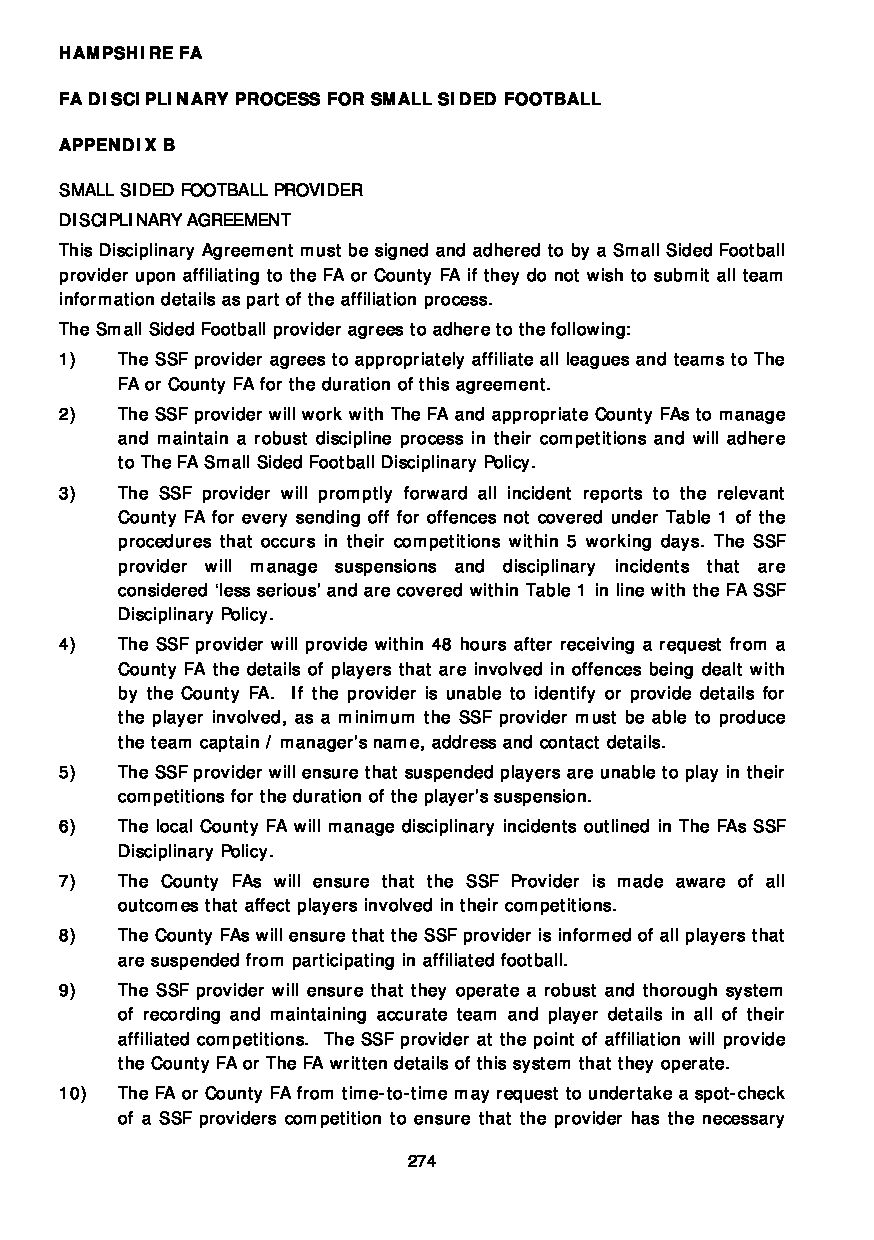 HAMPSHIRE FA
FA DISCIPLINARY PROCESS FOR SMALL SIDED FOOTBALL
APPENDIX B
SMALL SIDED FOOTBALL PROVIDER
DISCIPLINARY AGREEMENT
This Disciplinary Agreement must be signed and adhered to by a Small Sided Football
provider upon affiliating to the FA or County FA if they do not wish to submit all team
information details as part of the affiliation process.
The Small Sided Football provider agrees to adhere to the following:
1) The SSF provider agrees to appropriately affiliate all leagues and teams to The
FA or County FA for the duration of this agreement.
2) The SSF provider will work with The FA and appropriate County FAs to manage
and maintain a robust discipline process in their competitions and will adhere
to The FA Small Sided Football Disciplinary Policy.
3) The SSF provider will promptly forward all incident reports to the relevant
County FA for every sending off for offences not covered under Table 1 of the
procedures that occurs in their competitions within 5 working days. The SSF
provider will manage suspensions and disciplinary incidents that are
considered ‘less serious’ and are covered within Table 1 in line with the FA SSF
Disciplinary Policy.
4) The SSF provider will provide within 48 hours after receiving a request from a
County FA the details of players that are involved in offences being dealt with
by the County FA. If the provider is unable to identify or provide details for
the player involved, as a minimum the SSF provider must be able to produce
the team captain / manager's name, address and contact details.
5) The SSF provider will ensure that suspended players are unable to play in their
competitions for the duration of the player's suspension.
6) The local County FA will manage disciplinary incidents outlined in The FAs SSF
Disciplinary Policy.
7) The County FAs will ensure that the SSF Provider is made aware of all
outcomes that affect players involved in their competitions.
8) The County FAs will ensure that the SSF provider is informed of all players that
are suspended from participating in affiliated football.
9) The SSF provider will ensure that they operate a robust and thorough system
of recording and maintaining accurate team and player details in all of their
affiliated competitions. The SSF provider at the point of affiliation will provide
the County FA or The FA written details of this system that they operate.
10) The FA or County FA from time-to-time may request to undertake a spot-check
of a SSF providers competition to ensure that the provider has the necessary
274